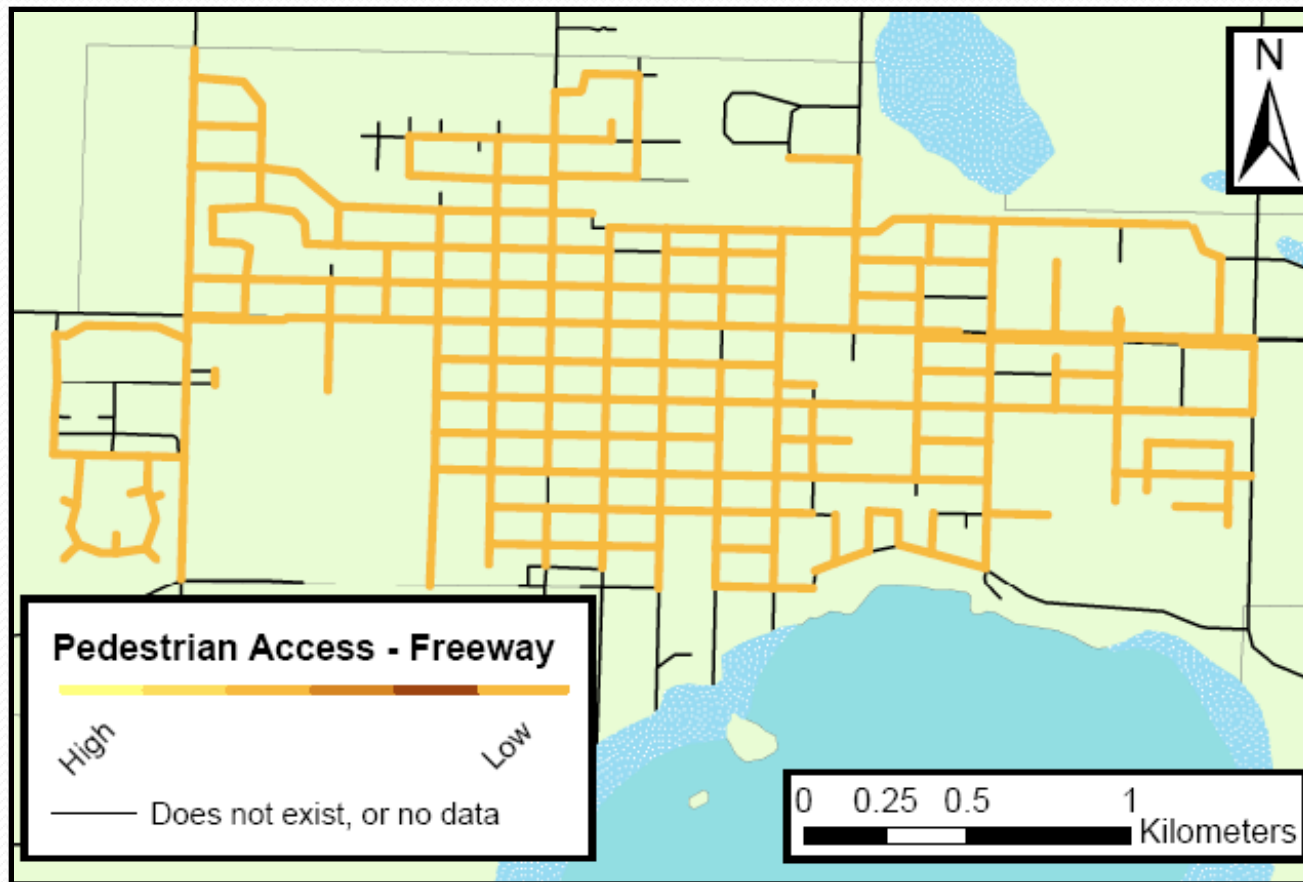 N
Pedestrian Access - Freeway
High
Low
Does not exist, or no data
0 0.25 0.5 1
Kilometers